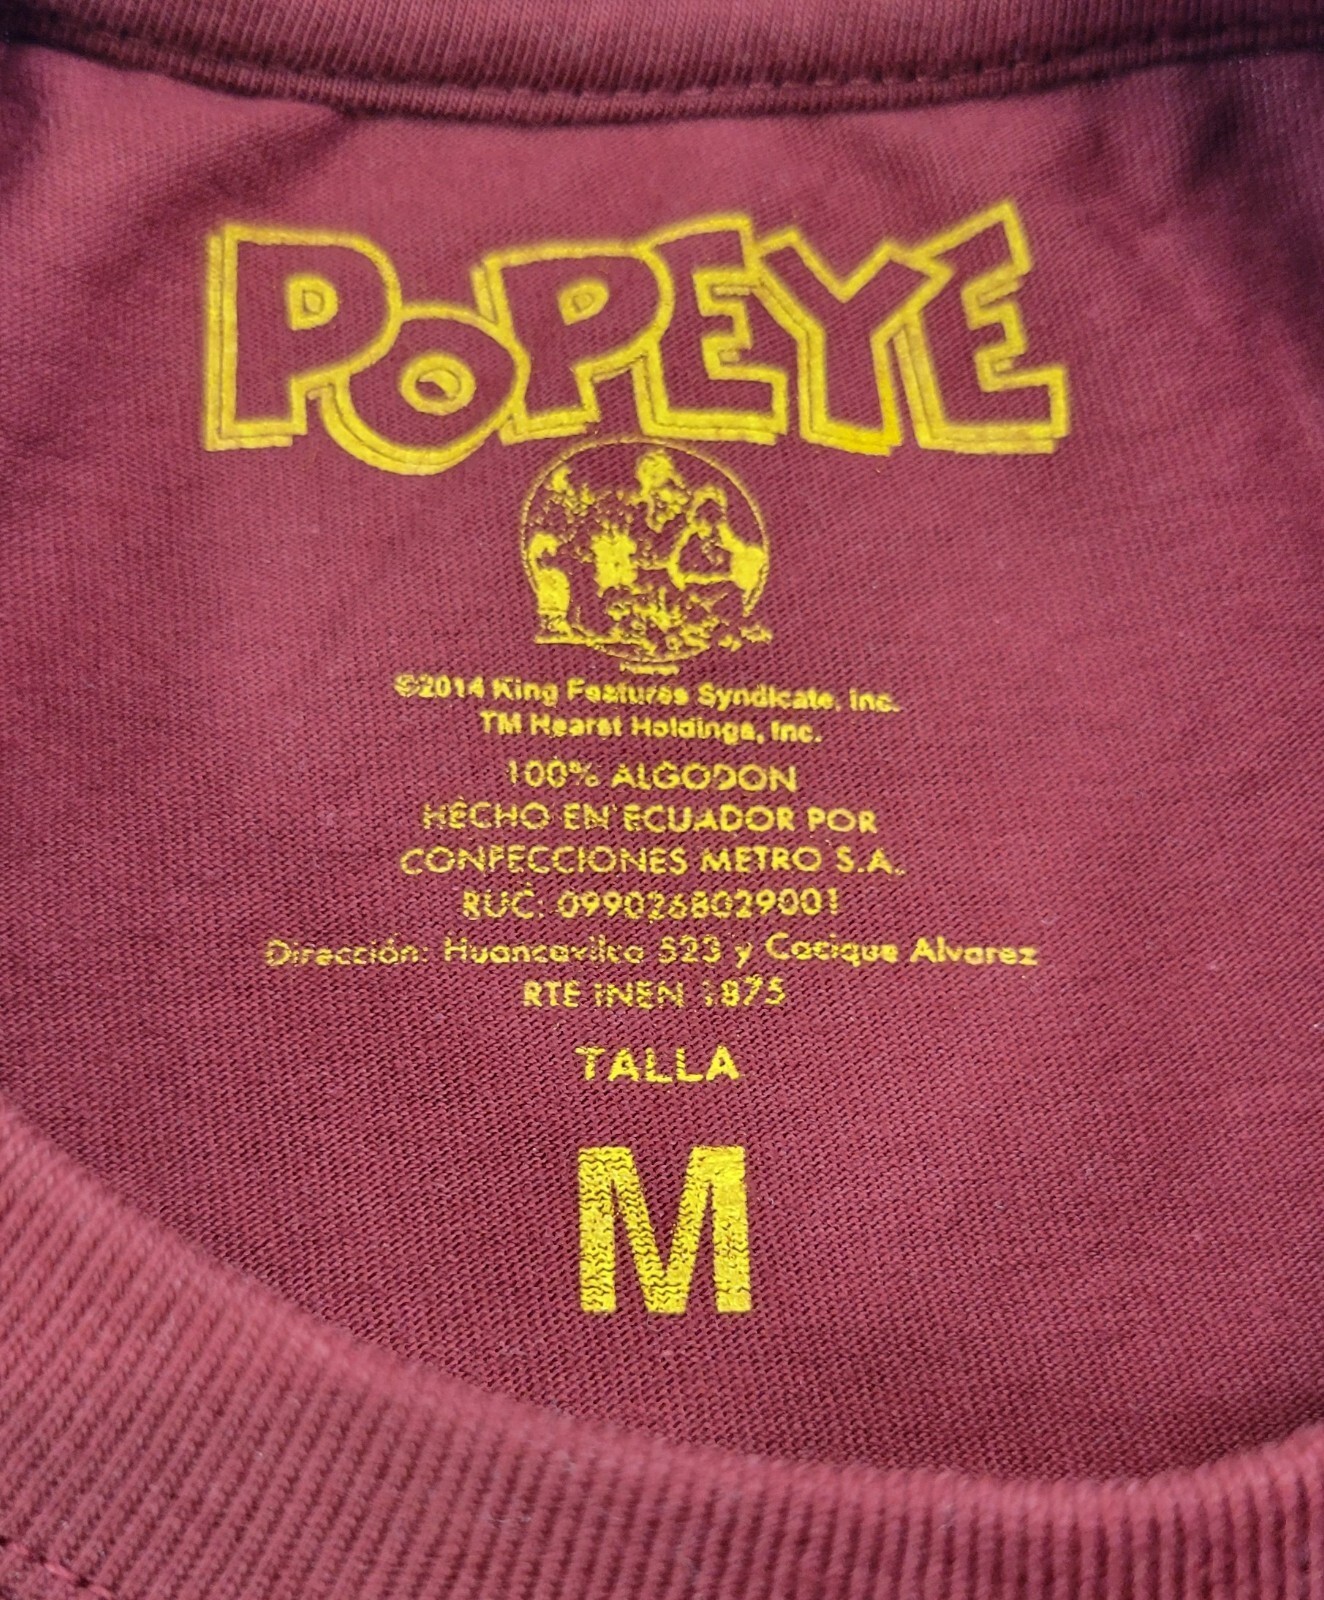 POPEYE
©2014 King Features Syndicate, Inc.
TM Hearst Holdings, Inc.
100% ALGODON
HECHO EN ECUADOR POR
CONFECCIONES METRO S.A.
RUC: 0990268029001
Dirección: Huancavilca 523 y Cacique Alvarez
RTE INEN 1875
TALLA
M